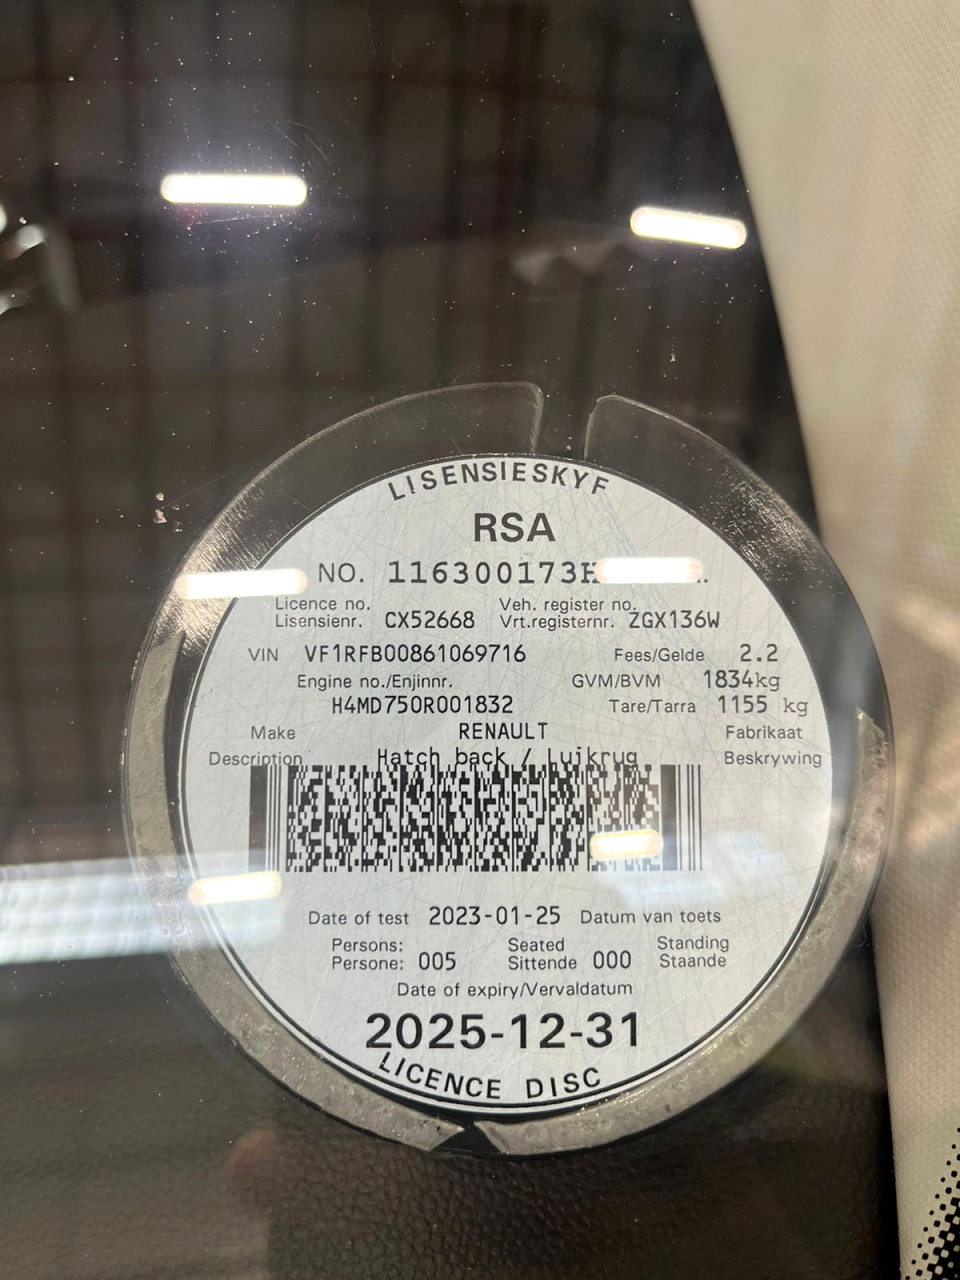 LISENSIESKYF
RSA
NO. 116300173H
Licence no. Veh. register no.
Lisensienr. CX52668 Vrt.registernr. ZGX136W
VIN VF1RFB00861069716 Fees/Gelde 2.2
Engine no./Enjinnr. GVM/BVM 1834kg
H4MD750R001832 Tare/Tarra 1155 kg
Make RENAULT Fabrikaat
Description Hatch back / Luikrug Beskrywing
Date of test 2023-01-25 Datum van toets
Persons: Seated Standing
Persone: 005 Sittende 000 Staande
Date of expiry/Vervaldatum
2025-12-31
LICENCE DISC